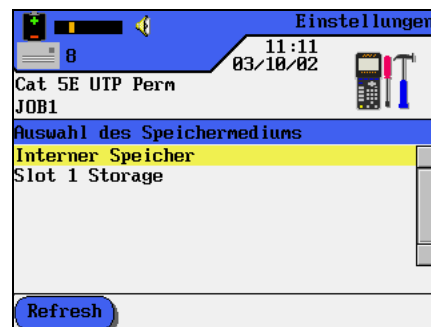 Einstellungen
8
11:11
03/10/02
Cat 5E UTP Perm
JOB1
Auswahl des Speichermediums
Interner Speicher
Slot 1 Storage
Refresh